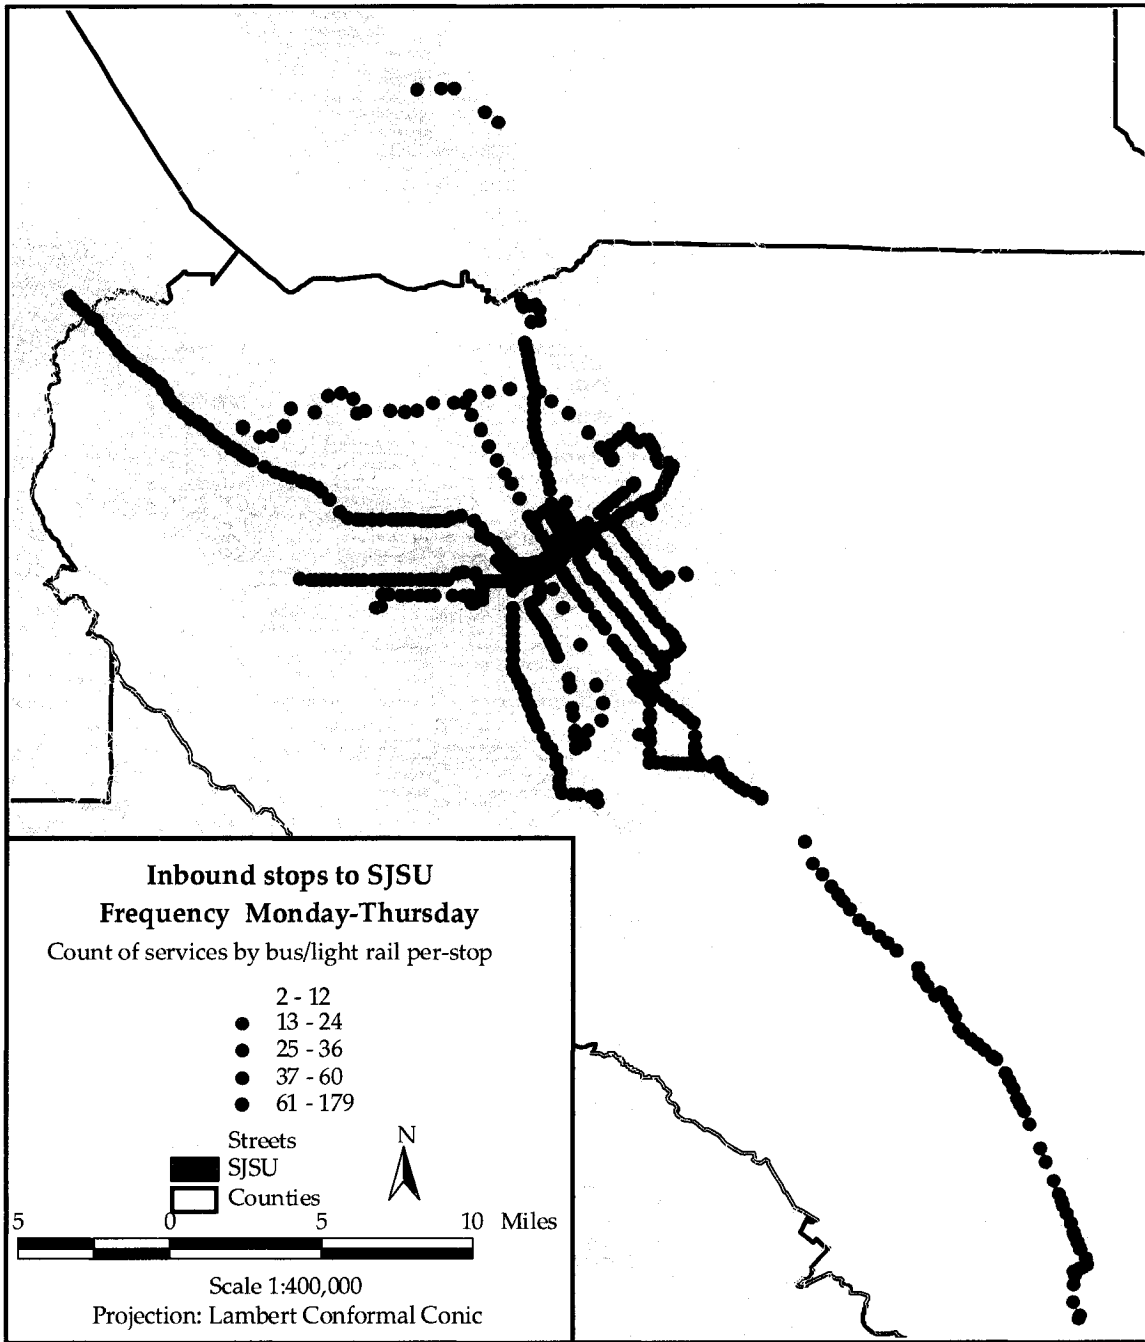 Inbound stops to SJSU
Frequency Monday-Thursday
Count of services by bus/light rail per-stop
2 - 12
13 - 24
25 - 36
37 - 60
61 - 179
Streets
SJSU
Counties
N
5 0 5 10 Miles
Scale 1:400,000
Projection: Lambert Conformal Conic